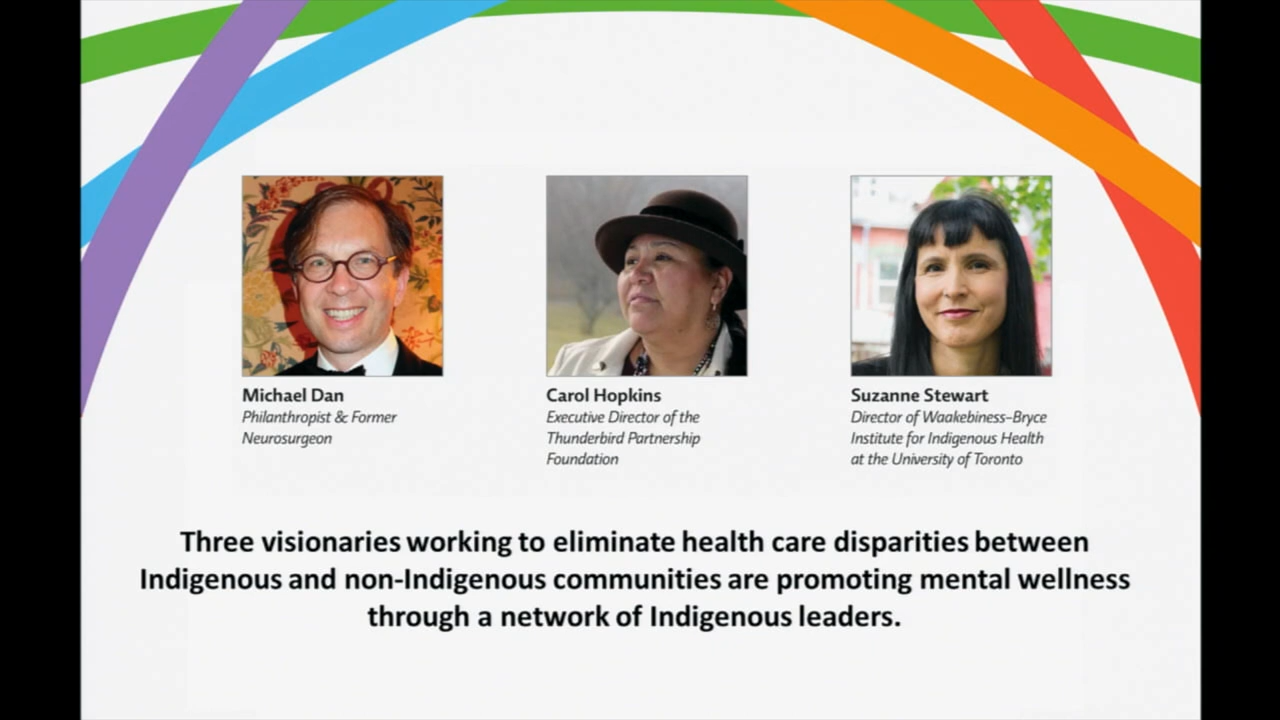 Michael Dan
Philanthropist & Former
Neurosurgeon
Carol Hopkins
Executive Director of the
Thunderbird Partnership
Foundation
Suzanne Stewart
Director of Waakebiness-Bryce
Institute for Indigenous Health
at the University of Toronto
Three visionaries working to eliminate health care disparities between
Indigenous and non-Indigenous communities are promoting mental wellness
through a network of Indigenous leaders.